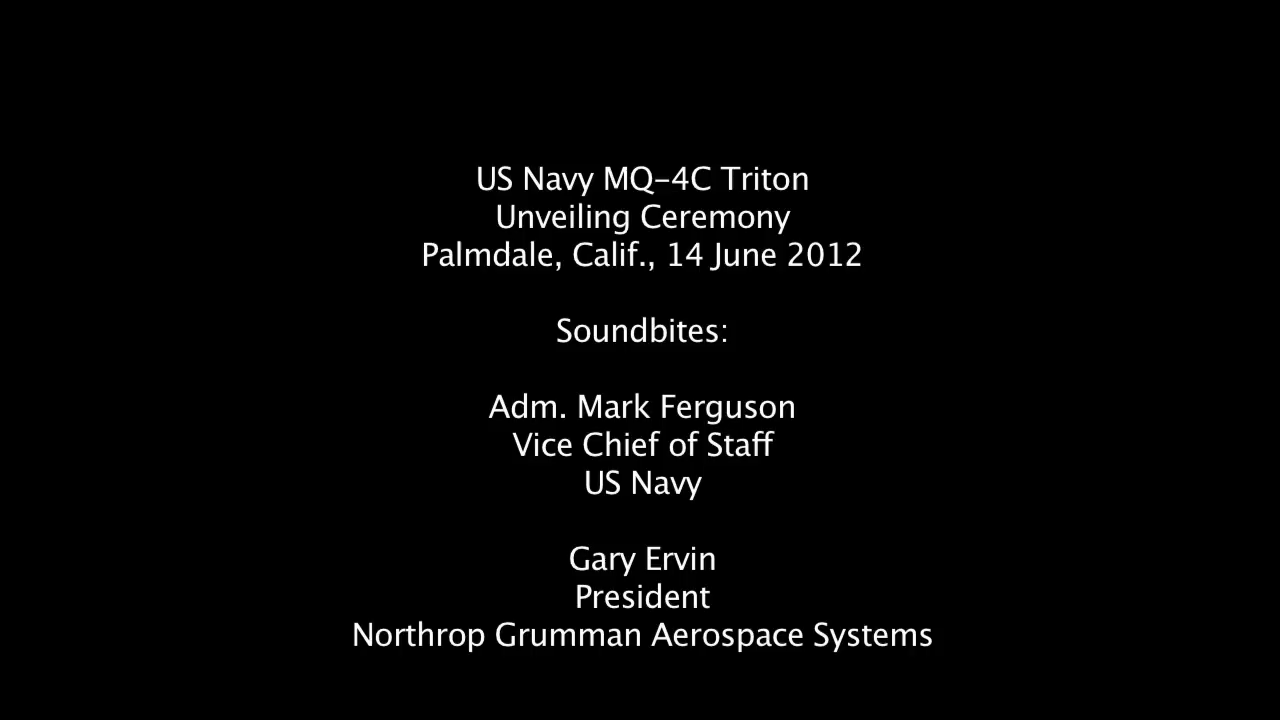 US Navy MQ-4C Triton
Unveiling Ceremony
Palmdale, Calif., 14 June 2012
Soundbites:
Adm. Mark Ferguson
Vice Chief of Staff
US Navy
Gary Ervin
President
Northrop Grumman Aerospace Systems